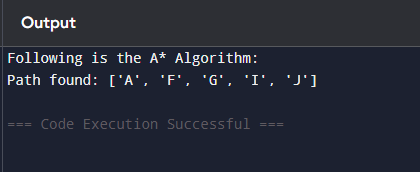 Output
Following is the A* Algorithm:
Path found: ['A', 'F', 'G', 'I', 'J']
=== Code Execution Successful ===